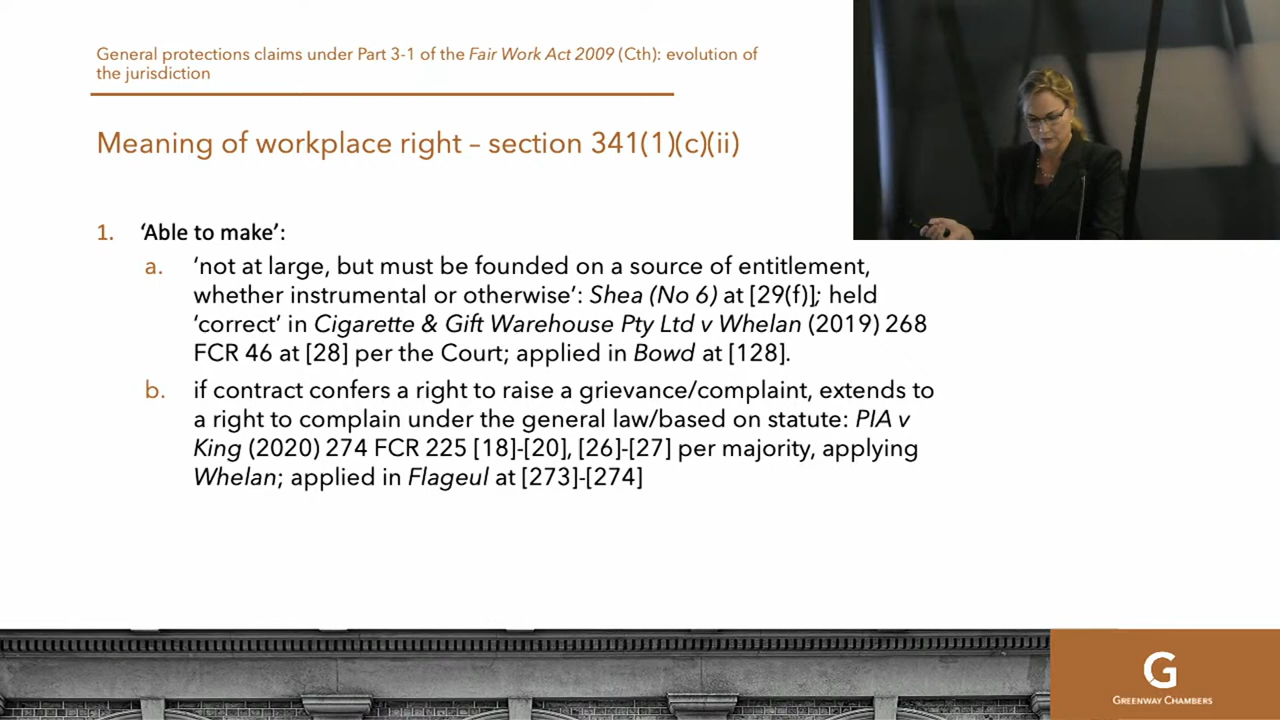 General protections claims under Part 3-1 of the Fair Work Act 2009 (Cth): evolution of
the jurisdiction
Meaning of workplace right – section 341(1)(c)(ii)
1. ‘Able to make’:
a. ‘not at large, but must be founded on a source of entitlement,
whether instrumental or otherwise’: Shea (No 6) at [29(f)]; held
‘correct’ in Cigarette & Gift Warehouse Pty Ltd v Whelan (2019) 268
FCR 46 at [28] per the Court; applied in Bowd at [128].
b. if contract confers a right to raise a grievance/complaint, extends to
a right to complain under the general law/based on statute: PIA v
King (2020) 274 FCR 225 [18]-[20], [26]-[27] per majority, applying
Whelan; applied in Flageul at [273]-[274]
G
GREENWAY CHAMBERS